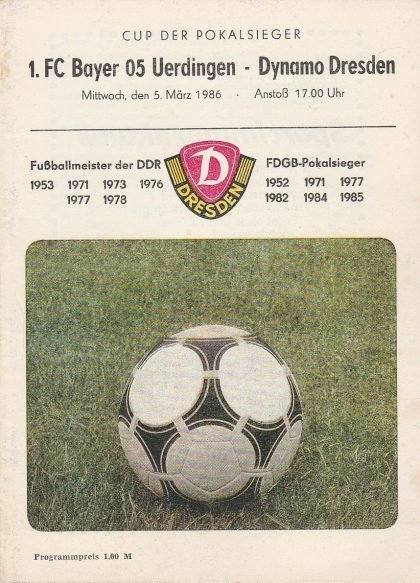 CUP DER POKALSIEGER
1. FC Bayer 05 Uerdingen - Dynamo Dresden
Mittwoch, den 5. März 1986 · Anstoß 17.00 Uhr
Fußballmeister der DDR
1953 1971 1973 1976
1977 1978
D
DRESDEN
FDGB-Pokalsieger
1952 1971 1977
1982 1984 1985
Programmpreis 1,00 M